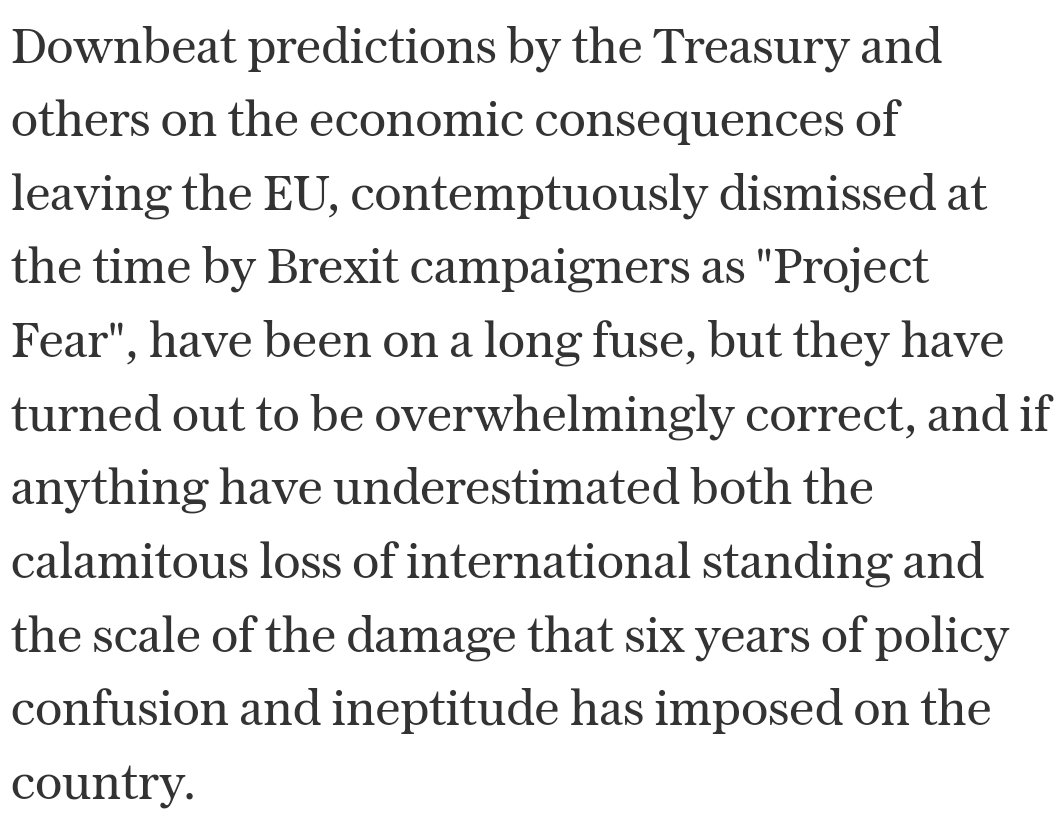 Downbeat predictions by the Treasury and
others on the economic consequences of
leaving the EU, contemptuously dismissed at
the time by Brexit campaigners as "Project
Fear", have been on a long fuse, but they have
turned out to be overwhelmingly correct, and if
anything have underestimated both the
calamitous loss of international standing and
the scale of the damage that six years of policy
confusion and ineptitude has imposed on the
country.